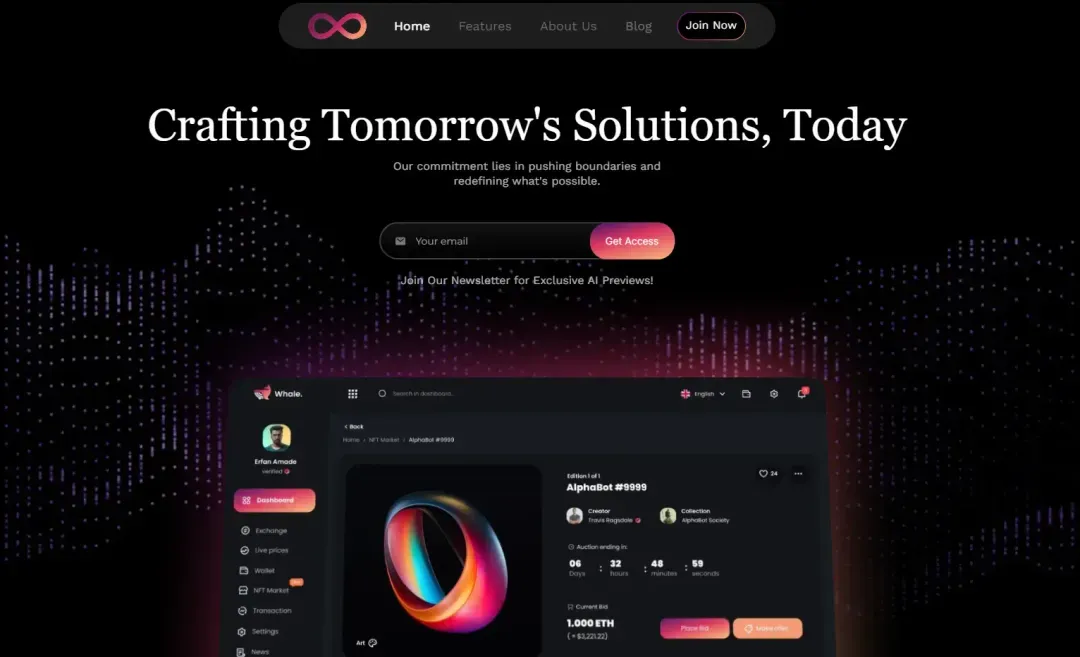 Home Features About Us Blog Join Now
Crafting Tomorrow's Solutions, Today
Our commitment lies in pushing boundaries and
redefining what's possible.
Your email Get Access
Join Our Newsletter for Exclusive AI Previews!
Whale. Search in dashboard... English
Back
Home › NFT Market › AlphaBot #9999
Erfan Amade
verified
Dashboard
Exchange
Live prices
Wallet
NFT Market
Transaction
Settings
News
Art
Edition 1 of 1
24
AlphaBot #9999
Creator
Travis Ragsdale
Collection
AlphaBot Society
Auction ending in:
06 : 32 : 48 : 59
Days hours minutes seconds
Current Bid
1.000 ETH
( ≈ $3,221.22)
Place Bid Make offer